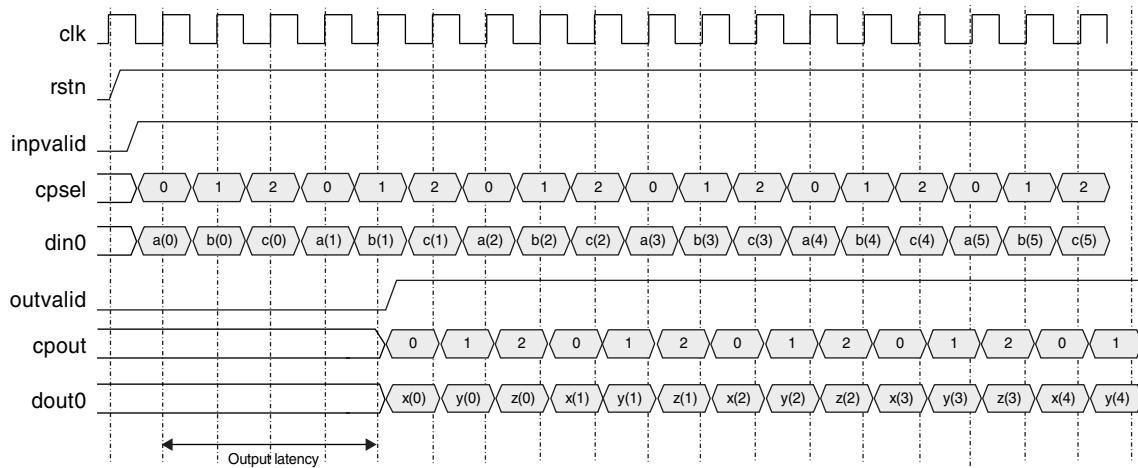 clk
rstn
inpvalid
cpsel 0 1 2 0 1 2 0 1 2 0 1 2 0 1 2 0 1 2
din0 a(0) b(0) c(0) a(1) b(1) c(1) a(2) b(2) c(2) a(3) b(3) c(3) a(4) b(4) c(4) a(5) b(5) c(5)
outvalid
cpout 0 1 2 0 1 2 0 1 2 0 1 2 0 1
dout0 x(0) y(0) z(0) x(1) y(1) z(1) x(2) y(2) z(2) x(3) y(3) z(3) x(4) y(4)
Output latency